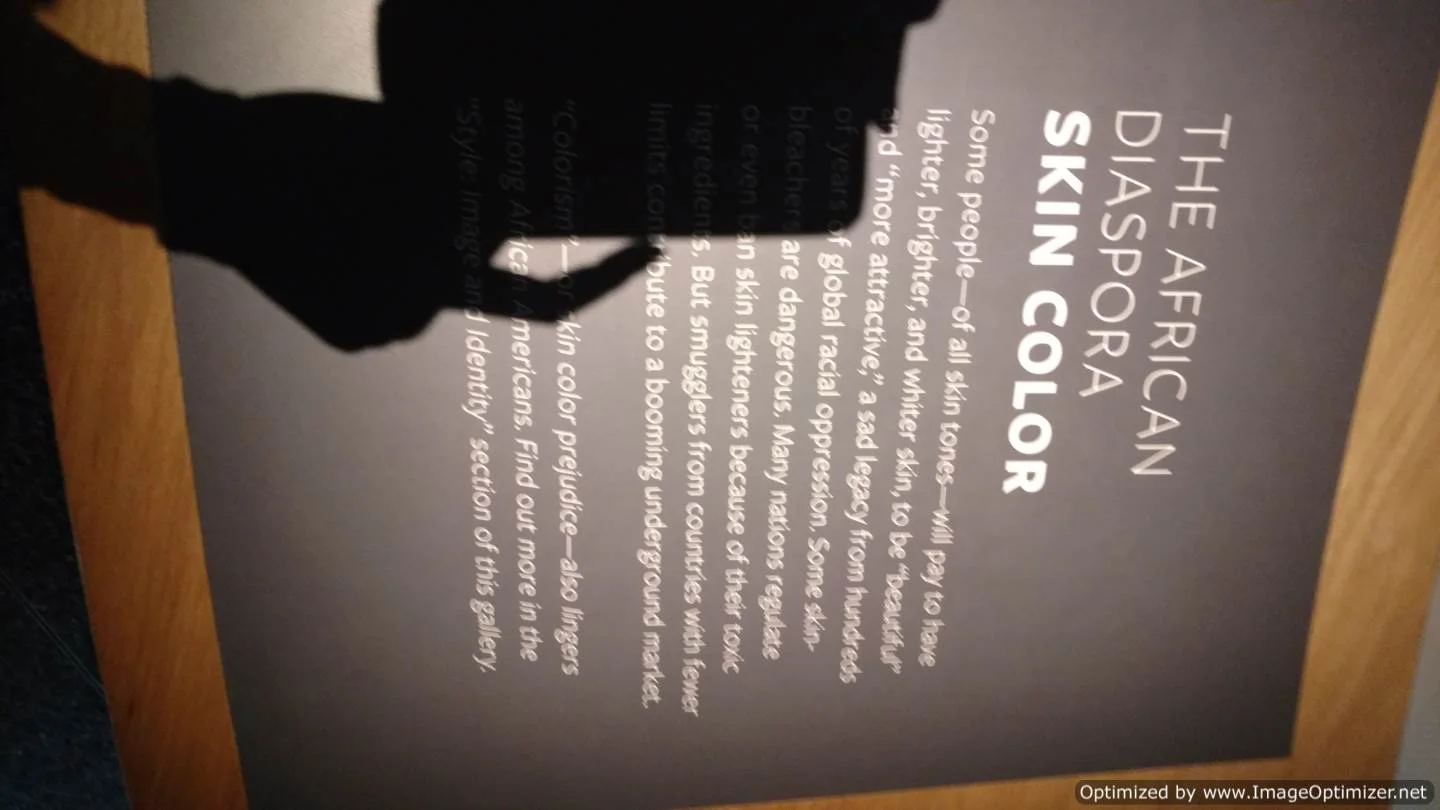 THE AFRICAN
DIASPORA
SKIN COLOR
Some people—of all skin tones—will pay to have
lighter, brighter, and whiter skin, to be "beautiful"
and "more attractive," a sad legacy from hundreds
of years of global racial oppression. Some skin-
bleachers are dangerous. Many nations regulate
or even ban skin lighteners because of their toxic
ingredients. But smugglers from countries with fewer
limits contribute to a booming underground market.
"Colorism"—or skin color prejudice—also lingers
among African Americans. Find out more in the
"Style: Image and Identity" section of this gallery.
Optimized by www.ImageOptimizer.net